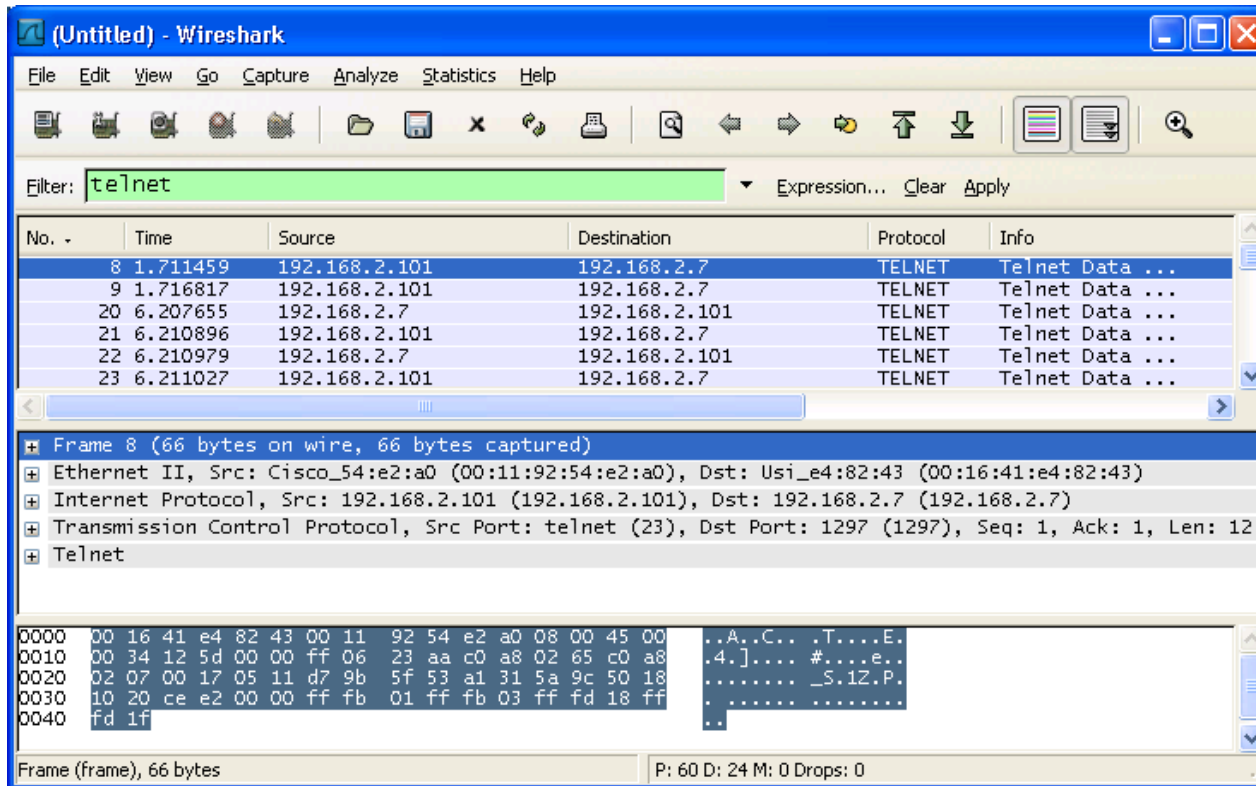 (Untitled) - Wireshark
File Edit View Go Capture Analyze Statistics Help
Filter: telnet Expression... Clear Apply
No. Time Source Destination Protocol Info
8 1.711459 192.168.2.101 192.168.2.7 TELNET Telnet Data ...
9 1.716817 192.168.2.101 192.168.2.7 TELNET Telnet Data ...
20 6.207655 192.168.2.7 192.168.2.101 TELNET Telnet Data ...
21 6.210896 192.168.2.101 192.168.2.7 TELNET Telnet Data ...
22 6.210979 192.168.2.7 192.168.2.101 TELNET Telnet Data ...
23 6.211027 192.168.2.101 192.168.2.7 TELNET Telnet Data ...
Frame 8 (66 bytes on wire, 66 bytes captured)
Ethernet II, Src: Cisco_54:e2:a0 (00:11:92:54:e2:a0), Dst: Usi_e4:82:43 (00:16:41:e4:82:43)
Internet Protocol, Src: 192.168.2.101 (192.168.2.101), Dst: 192.168.2.7 (192.168.2.7)
Transmission Control Protocol, Src Port: telnet (23), Dst Port: 1297 (1297), Seq: 1, Ack: 1, Len: 12
Telnet
0000 00 16 41 e4 82 43 00 11 92 54 e2 a0 08 00 45 00 ..A..C.. .T....E.
0010 00 34 12 5d 00 00 ff 06 23 aa c0 a8 02 65 c0 a8 .4.].... #....e..
0020 02 07 00 17 05 11 d7 9b 5f 53 a1 31 5a 9c 50 18 ........ _S.1Z.P.
0030 10 20 ce e2 00 00 ff fb 01 ff fb 03 ff fd 18 ff . ...... ........
0040 fd 1f ..
Frame (frame), 66 bytes P: 60 D: 24 M: 0 Drops: 0